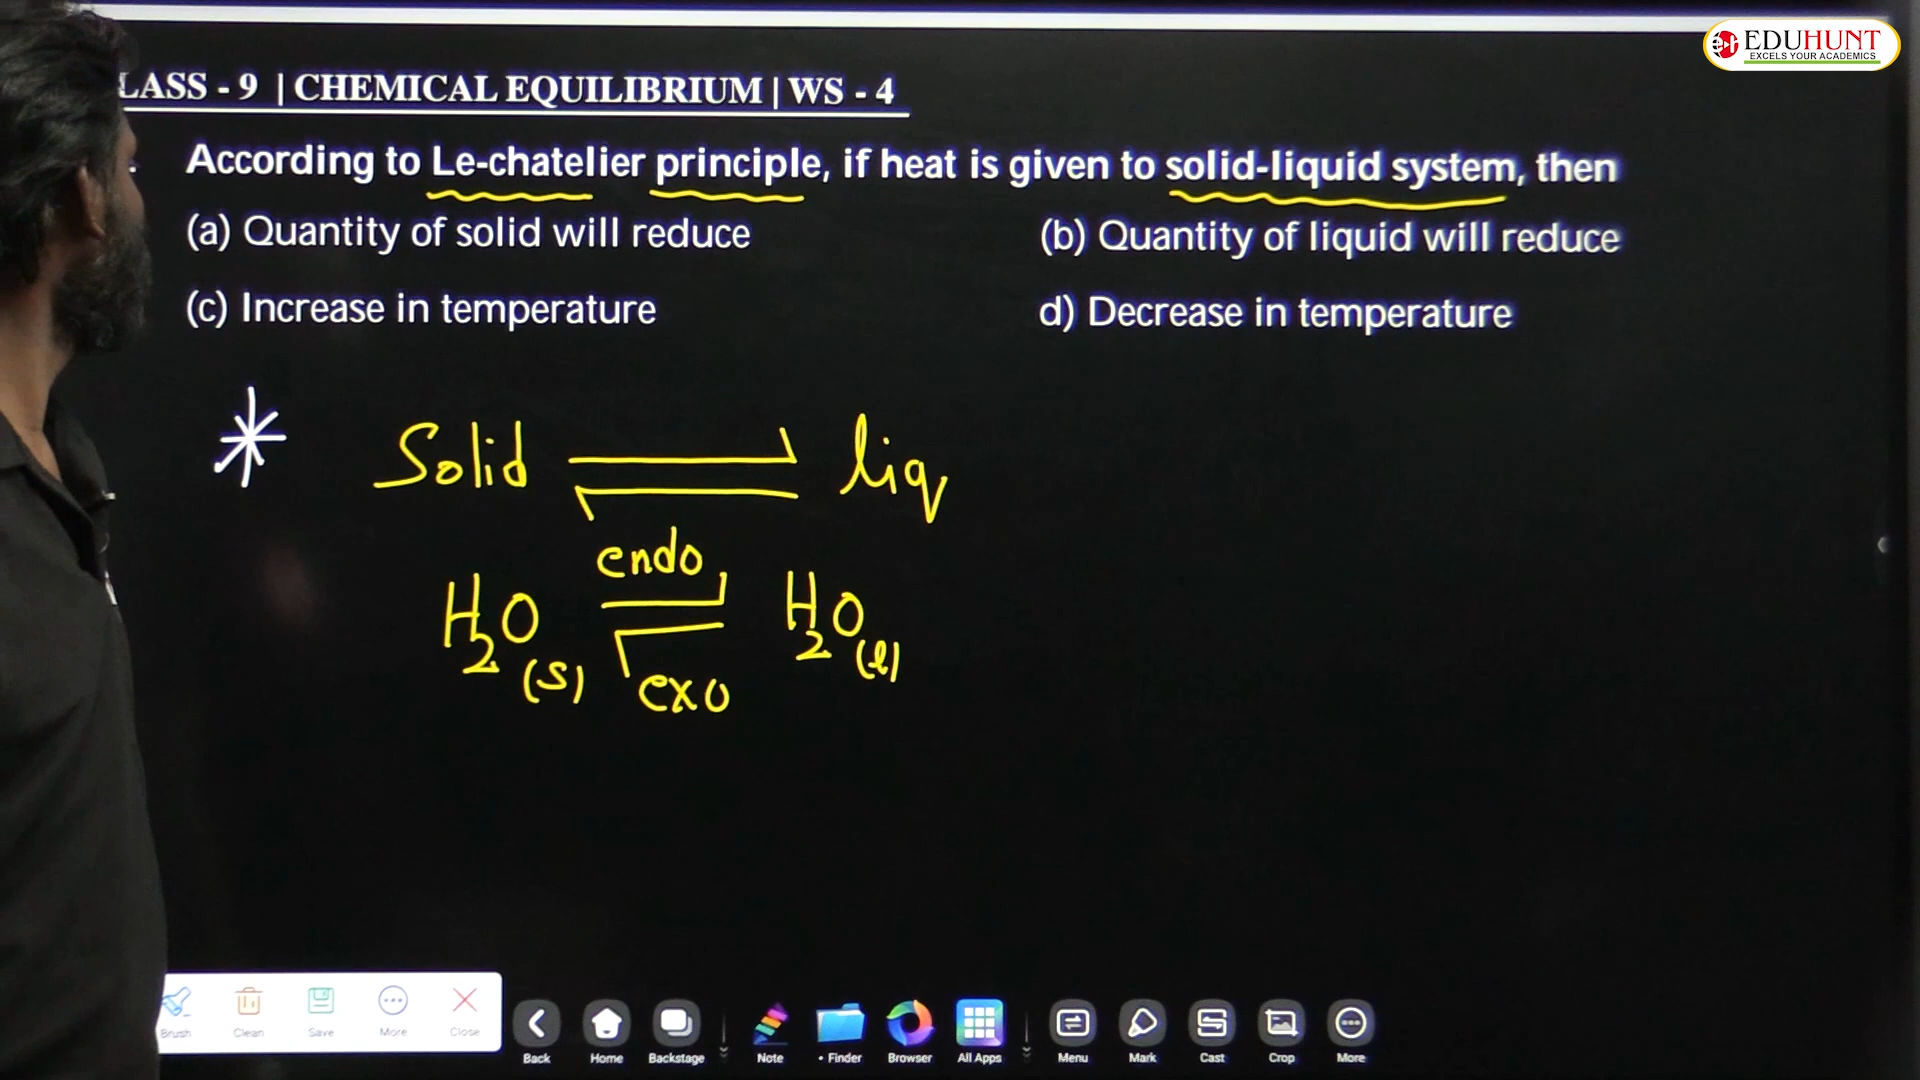 EDUHUNT
EXCELS YOUR ACADEMICS
LASS - 9 | CHEMICAL EQUILIBRIUM | WS - 4
According to Le-chatelier principle, if heat is given to solid-liquid system, then
(a) Quantity of solid will reduce (b) Quantity of liquid will reduce
(c) Increase in temperature d) Decrease in temperature
* Solid ⇌ liq
endo
H2O(s) ⇌ H2O(l)
exo
Brush Clean Save More Close
Back Home Backstage Note • Finder Browser All Apps Menu Mark Cast Crop More